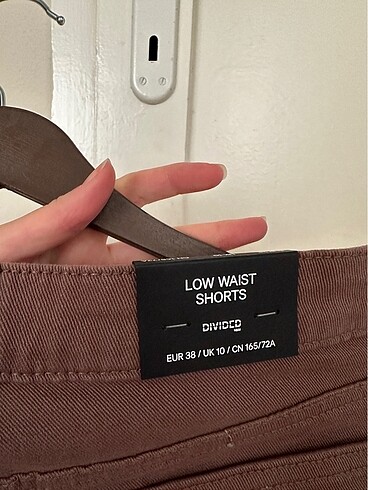 LOW WAIST
SHORTS
DIVIDED
EUR 38 / UK 10 / CN 165/72A